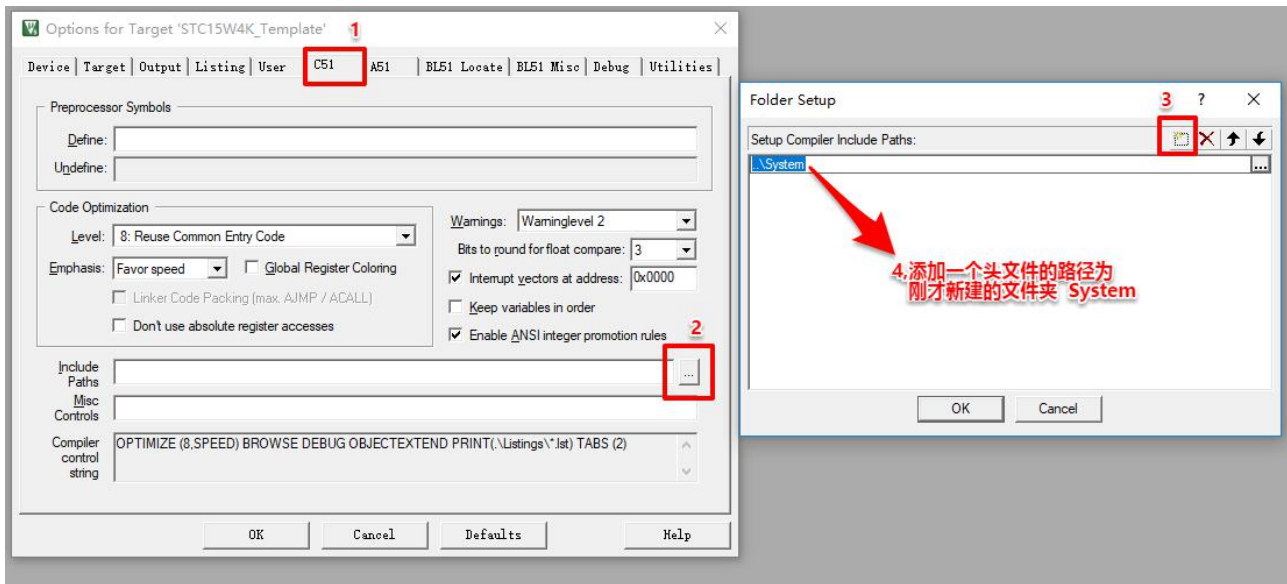 Options for Target 'STC15W4K_Template'
1
Device | Target | Output | Listing | User C51 A51 | BL51 Locate | BL51 Misc | Debug | Utilities |
Preprocessor Symbols
Define:
Undefine:
Code Optimization
Level: 8: Reuse Common Entry Code
Emphasis: Favor speed
Global Register Coloring
Linker Code Packing (max. AJMP / ACALL)
Don't use absolute register accesses
Warnings: Warninglevel 2
Bits to round for float compare: 3
Interrupt vectors at address: 0x0000
Keep variables in order
Enable ANSI integer promotion rules
2
Include Paths
...
Misc Controls
Compiler control string
OPTIMIZE (8,SPEED) BROWSE DEBUG OBJECTEXTEND PRINT(.\Listings\*.lst) TABS (2)
OK Cancel Defaults Help
Folder Setup
3
?
Setup Compiler Include Paths:
..\System
...
4,添加一个头文件的路径为
刚才新建的文件夹 System
OK Cancel